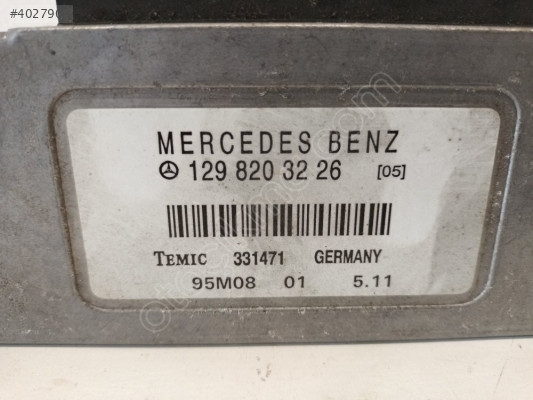 #40279
MERCEDES BENZ
129 820 32 26 [05]
TEMIC 331471 GERMANY
95M08 01 5.11